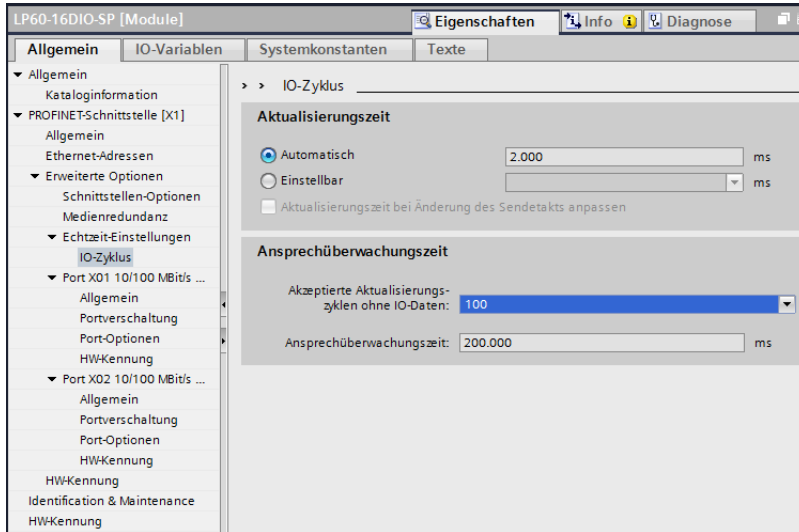 LP60-16DIO-SP [Module]
Eigenschaften
Info
Diagnose
Allgemein
IO-Variablen
Systemkonstanten
Texte
Allgemein
Kataloginformation
PROFINET-Schnittstelle [X1]
Allgemein
Ethernet-Adressen
Erweiterte Optionen
Schnittstellen-Optionen
Medienredundanz
Echtzeit-Einstellungen
IO-Zyklus
Port X01 10/100 MBit/s ...
Allgemein
Portverschaltung
Port-Optionen
HW-Kennung
Port X02 10/100 MBit/s ...
Allgemein
Portverschaltung
Port-Optionen
HW-Kennung
HW-Kennung
Identification & Maintenance
HW-Kennung
> > IO-Zyklus
Aktualisierungszeit
Automatisch 2.000 ms
Einstellbar ms
Aktualisierungszeit bei Änderung des Sendetakts anpassen
Ansprechüberwachungszeit
Akzeptierte Aktualisierungs-
zyklen ohne IO-Daten: 100
Ansprechüberwachungszeit: 200.000 ms